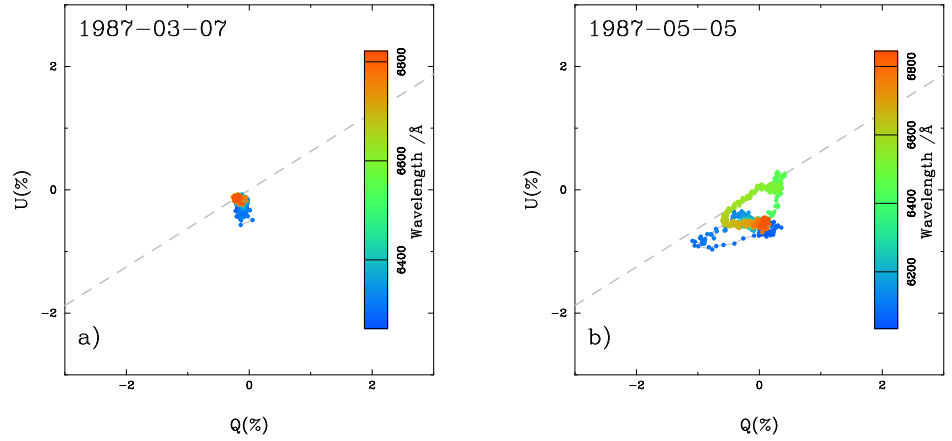 1987-03-07
U(%)
2
0
-2
-2
0
2
Q(%)
a)
6800
6600
6400
Wavelength /Å
1987-05-05
U(%)
2
0
-2
-2
0
2
Q(%)
b)
6800
6600
6400
6200
Wavelength /Å